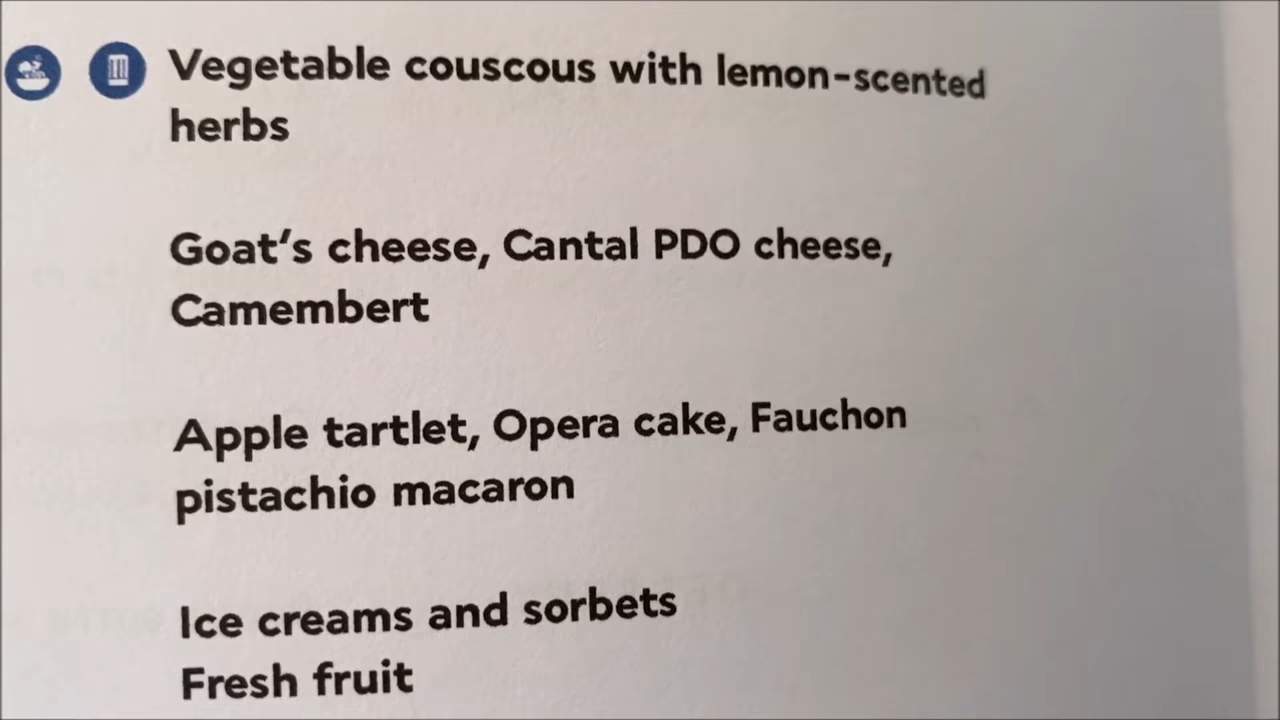 Vegetable couscous with lemon-scented
herbs
Goat's cheese, Cantal PDO cheese,
Camembert
Apple tartlet, Opera cake, Fauchon
pistachio macaron
Ice creams and sorbets
Fresh fruit